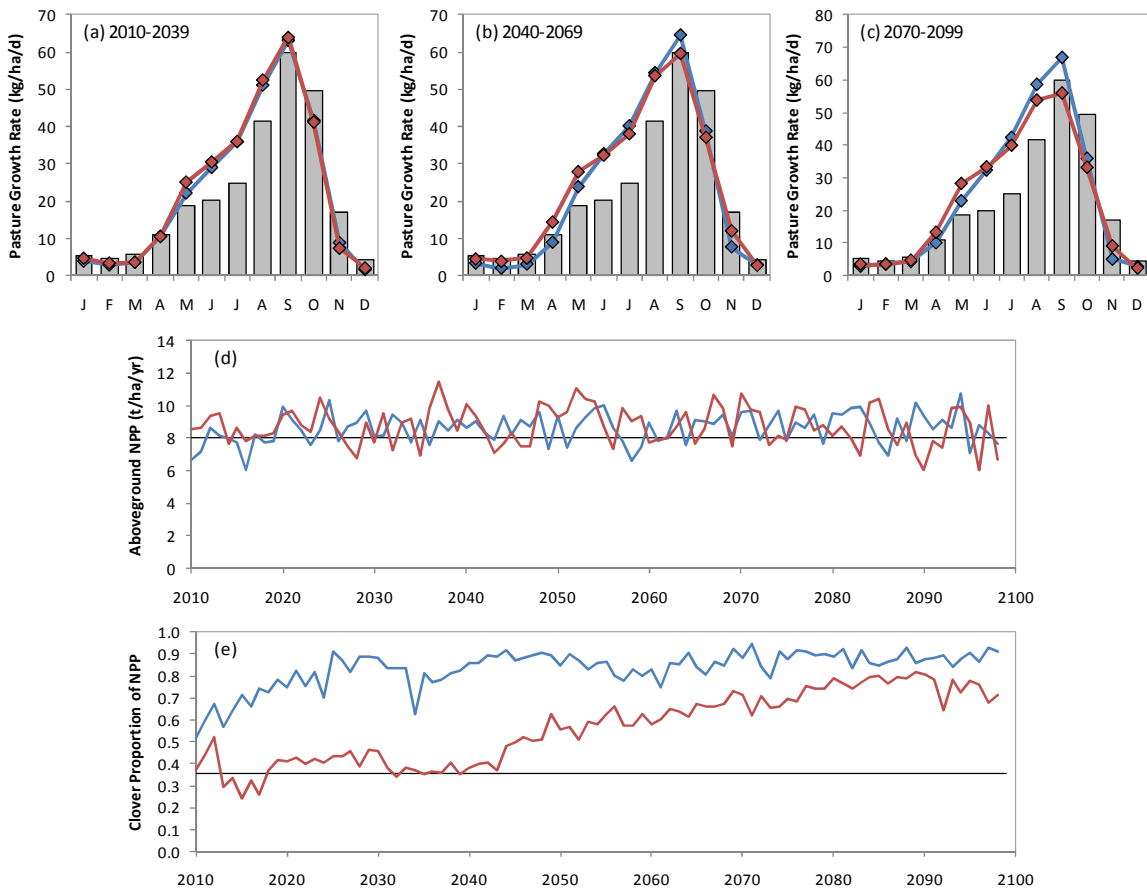 (a) 2010-2039
Pasture Growth Rate (kg/ha/d)
70
60
50
40
30
20
10
0
J F M A M J J A S O N D
(b) 2040-2069
Pasture Growth Rate (kg/ha/d)
70
60
50
40
30
20
10
0
J F M A M J J A S O N D
(c) 2070-2099
Pasture Growth Rate (kg/ha/d)
80
70
60
50
40
30
20
10
0
J F M A M J J A S O N D
(d)
Aboveground NPP (t/ha/yr)
14
12
10
8
6
4
2
0
2010 2020 2030 2040 2050 2060 2070 2080 2090 2100
(e)
Clover Proportion of NPP
1.0
0.9
0.8
0.7
0.6
0.5
0.4
0.3
0.2
0.1
0.0
2010 2020 2030 2040 2050 2060 2070 2080 2090 2100